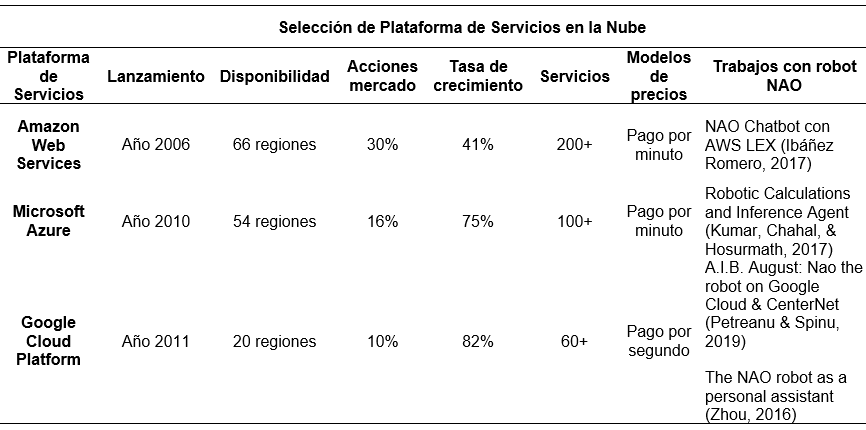 Selección de Plataforma de Servicios en la Nube
Plataforma
de
Servicios
Lanzamiento
Disponibilidad
Acciones
mercado
Tasa de
crecimiento
Servicios
Modelos
de
precios
Trabajos con robot
NAO
Amazon
Web
Services
Año 2006
66 regiones
30%
41%
200+
Pago por
minuto
NAO Chatbot con
AWS LEX (Ibáñez
Romero, 2017)
Microsoft
Azure
Año 2010
54 regiones
16%
75%
100+
Pago por
minuto
Robotic Calculations
and Inference Agent
(Kumar, Chahal, &
Hosurmath, 2017)
Google
Cloud
Platform
Año 2011
20 regiones
10%
82%
60+
Pago por
segundo
A.I.B. August: Nao the
robot on Google
Cloud & CenterNet
(Petreanu & Spinu,
2019)
The NAO robot as a
personal assistant
(Zhou, 2016)